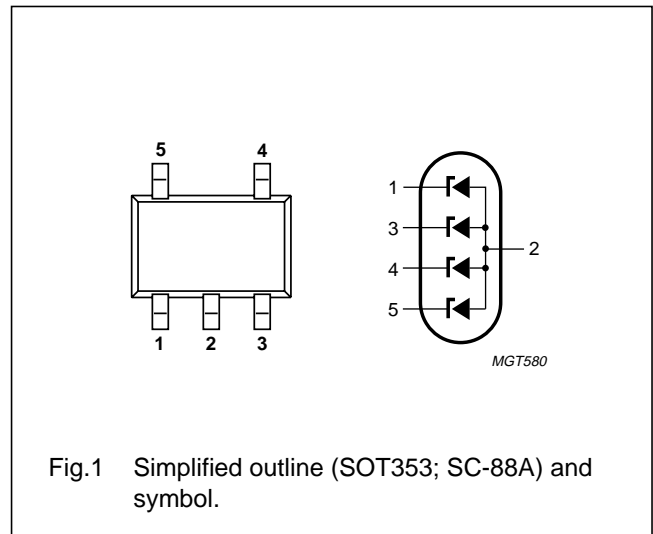 5 4
1 2 3
1
3
2
4
5
MGT580
Fig.1 Simplified outline (SOT353; SC-88A) and
symbol.